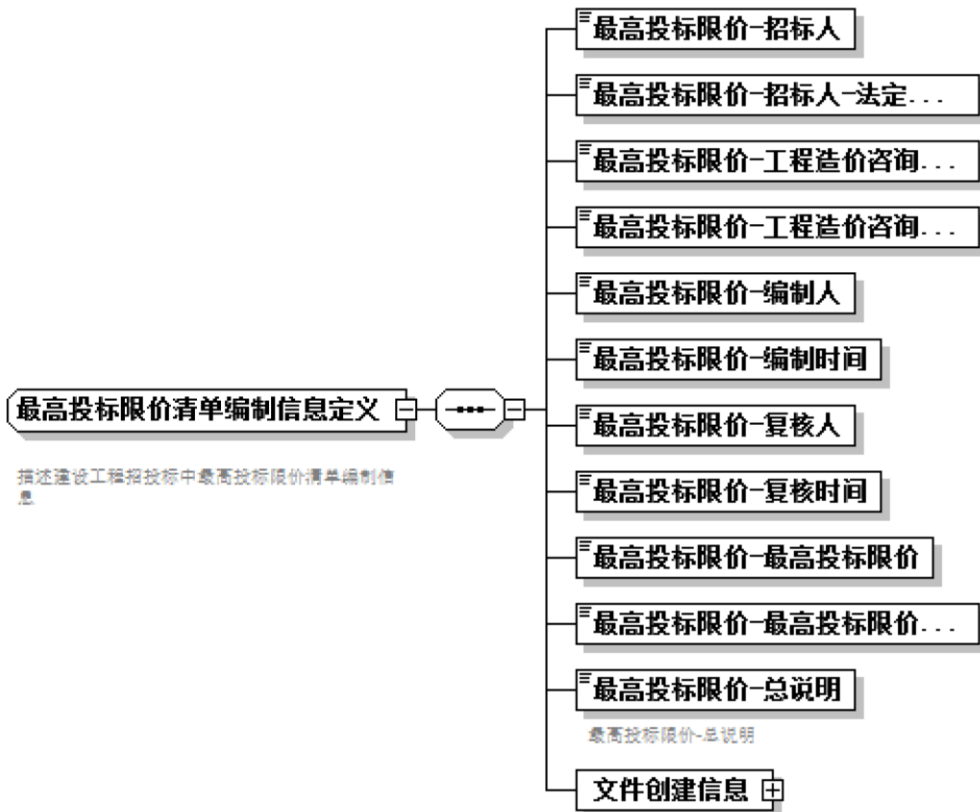 最高投标限价-招标人
最高投标限价-招标人-法定...
最高投标限价-工程造价咨询...
最高投标限价-工程造价咨询...
最高投标限价-编制人
最高投标限价-编制时间
最高投标限价清单编制信息定义
最高投标限价-复核人
描述建设工程招投标中最高投标限价清单编制信
息
最高投标限价-复核时间
最高投标限价-最高投标限价
最高投标限价-最高投标限价...
最高投标限价-总说明
最高投标限价-总说明
文件创建信息